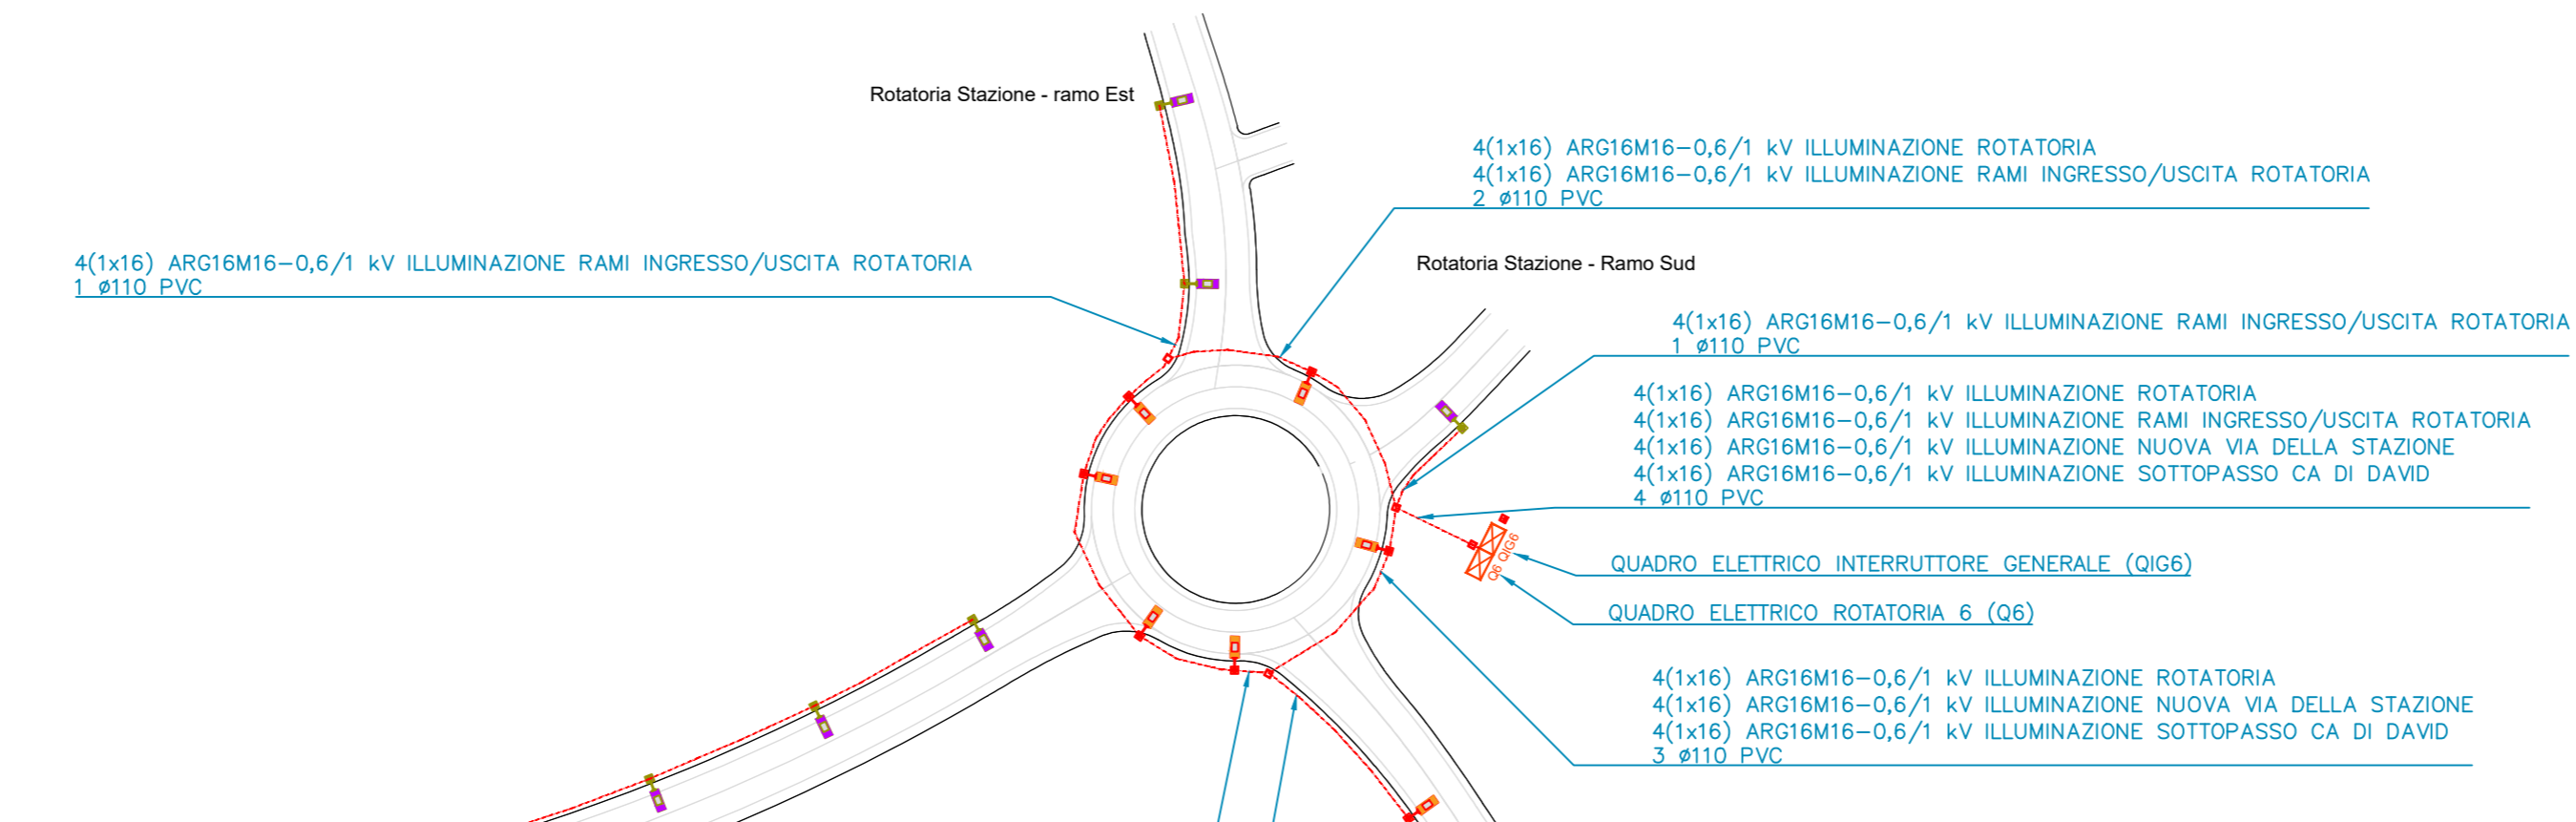 Rotatoria Stazione - ramo Est
4(1x16) ARG16M16-0,6/1 kV ILLUMINAZIONE ROTATORIA
4(1x16) ARG16M16-0,6/1 kV ILLUMINAZIONE RAMI INGRESSO/USCITA ROTATORIA
2 ø110 PVC
4(1x16) ARG16M16-0,6/1 kV ILLUMINAZIONE RAMI INGRESSO/USCITA ROTATORIA
1 ø110 PVC
Rotatoria Stazione - Ramo Sud
4(1x16) ARG16M16-0,6/1 kV ILLUMINAZIONE RAMI INGRESSO/USCITA ROTATORIA
1 ø110 PVC
4(1x16) ARG16M16-0,6/1 kV ILLUMINAZIONE ROTATORIA
4(1x16) ARG16M16-0,6/1 kV ILLUMINAZIONE RAMI INGRESSO/USCITA ROTATORIA
4(1x16) ARG16M16-0,6/1 kV ILLUMINAZIONE NUOVA VIA DELLA STAZIONE
4(1x16) ARG16M16-0,6/1 kV ILLUMINAZIONE SOTTOPASSO CA DI DAVID
4 ø110 PVC
Q6 QIG6
QUADRO ELETTRICO INTERRUTTORE GENERALE (QIG6)
QUADRO ELETTRICO ROTATORIA 6 (Q6)
4(1x16) ARG16M16-0,6/1 kV ILLUMINAZIONE ROTATORIA
4(1x16) ARG16M16-0,6/1 kV ILLUMINAZIONE NUOVA VIA DELLA STAZIONE
4(1x16) ARG16M16-0,6/1 kV ILLUMINAZIONE SOTTOPASSO CA DI DAVID
3 ø110 PVC